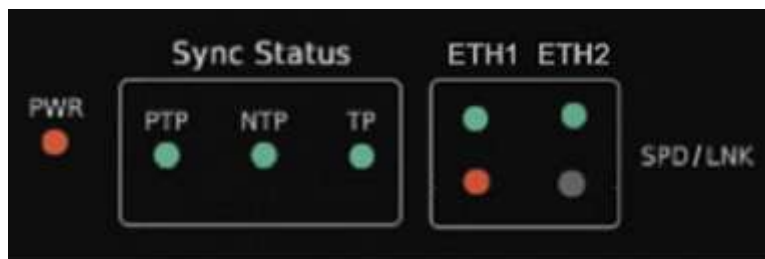 Sync Status
ETH1 ETH2
PWR
PTP NTP TP
SPD/LNK